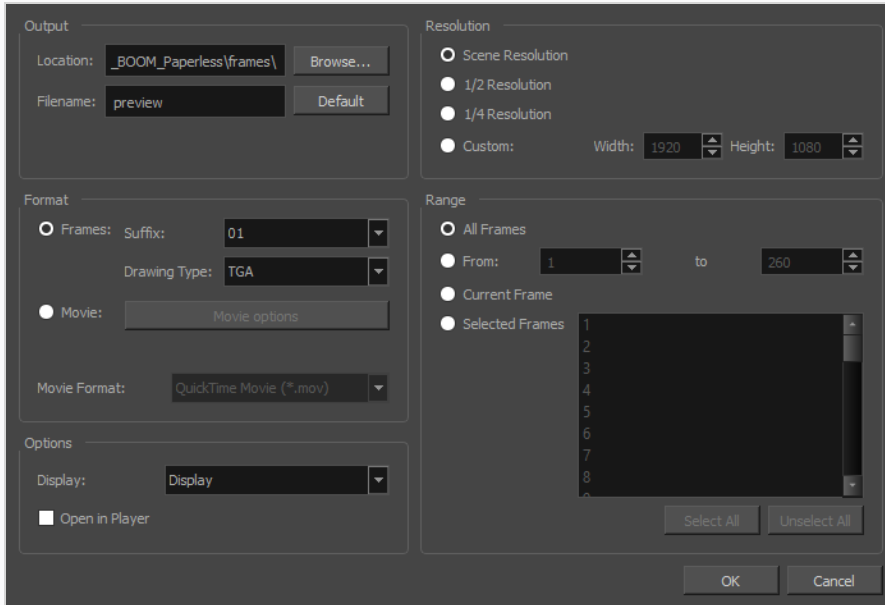 Output
Location: _BOOM_Paperless\frames\ Browse...
Filename: preview Default
Resolution
Scene Resolution
1/2 Resolution
1/4 Resolution
Custom: Width: 1920 Height: 1080
Format
Frames: Suffix: 01
Drawing Type: TGA
Movie: Movie options
Movie Format: QuickTime Movie (*.mov)
Range
All Frames
From: 1 to 260
Current Frame
Selected Frames 1
2
3
4
5
6
7
8
Select All Unselect All
Options
Display: Display
Open in Player
OK Cancel